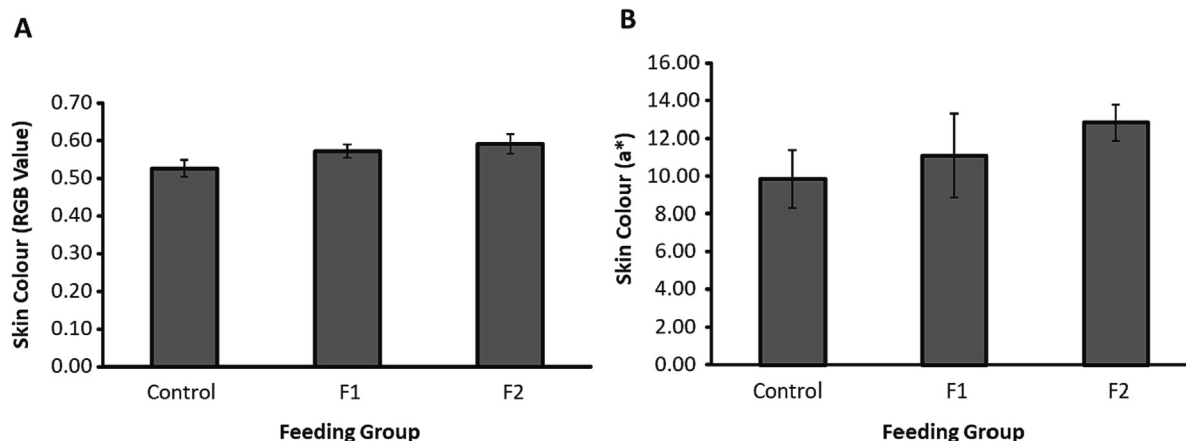 A
Skin Colour (RGB Value)
0.70
0.60
0.50
0.40
0.30
0.20
0.10
0.00
Control F1 F2
Feeding Group
B
Skin Colour (a*)
16.00
14.00
12.00
10.00
8.00
6.00
4.00
2.00
0.00
Control F1 F2
Feeding Group